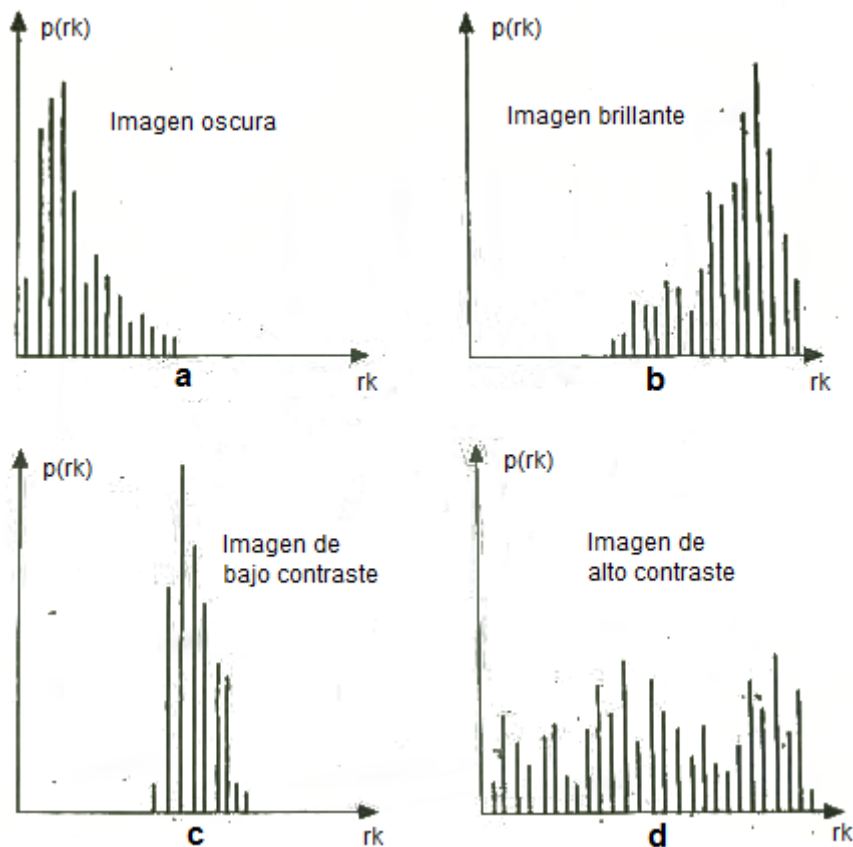 p(rk)
Imagen oscura
rk
a
p(rk)
Imagen brillante
rk
b
p(rk)
Imagen de
bajo contraste
rk
c
p(rk)
Imagen de
alto contraste
rk
d